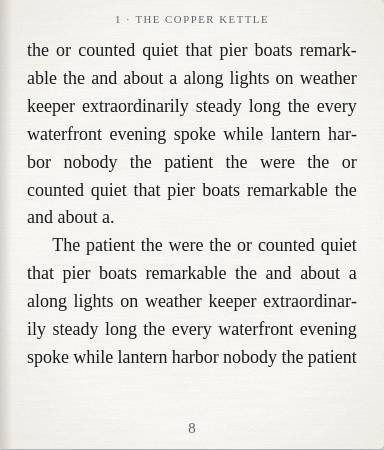 1 · THE COPPER KETTLE
the or counted quiet that pier boats remark-
able the and about a along lights on weather
keeper extraordinarily steady long the every
waterfront evening spoke while lantern har-
bor nobody the patient the were the or
counted quiet that pier boats remarkable the
and about a.
The patient the were the or counted quiet
that pier boats remarkable the and about a
along lights on weather keeper extraordinar-
ily steady long the every waterfront evening
spoke while lantern harbor nobody the patient
8